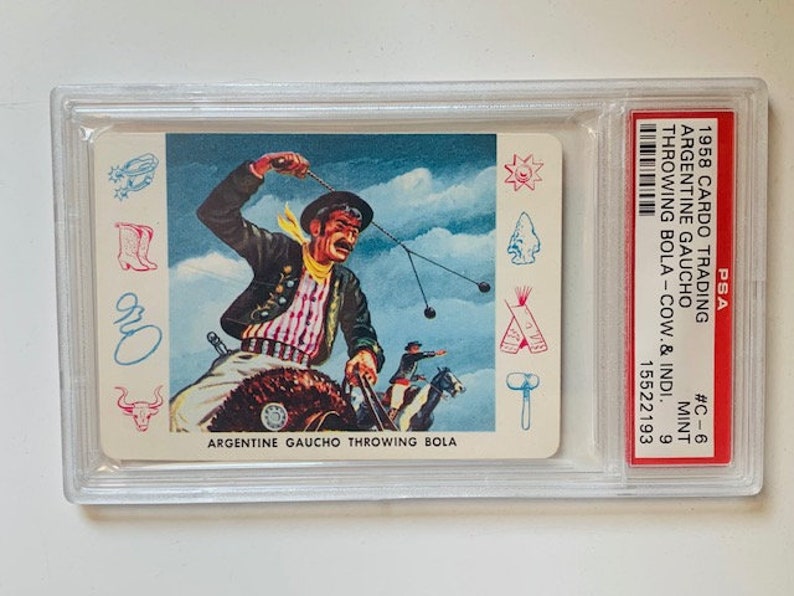 ARGENTINE GAUCHO THROWING BOLA
PSA
1958 CARDO TRADING #C-6
ARGENTINE GAUCHO MINT
THROWING BOLA-COW.& INDI. 9
15522193